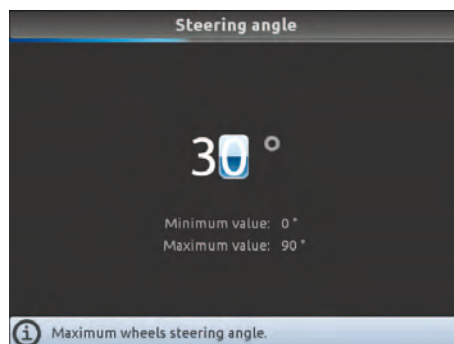 Steering angle
30 °
Minimum value: 0 °
Maximum value: 90 °
Maximum wheels steering angle.